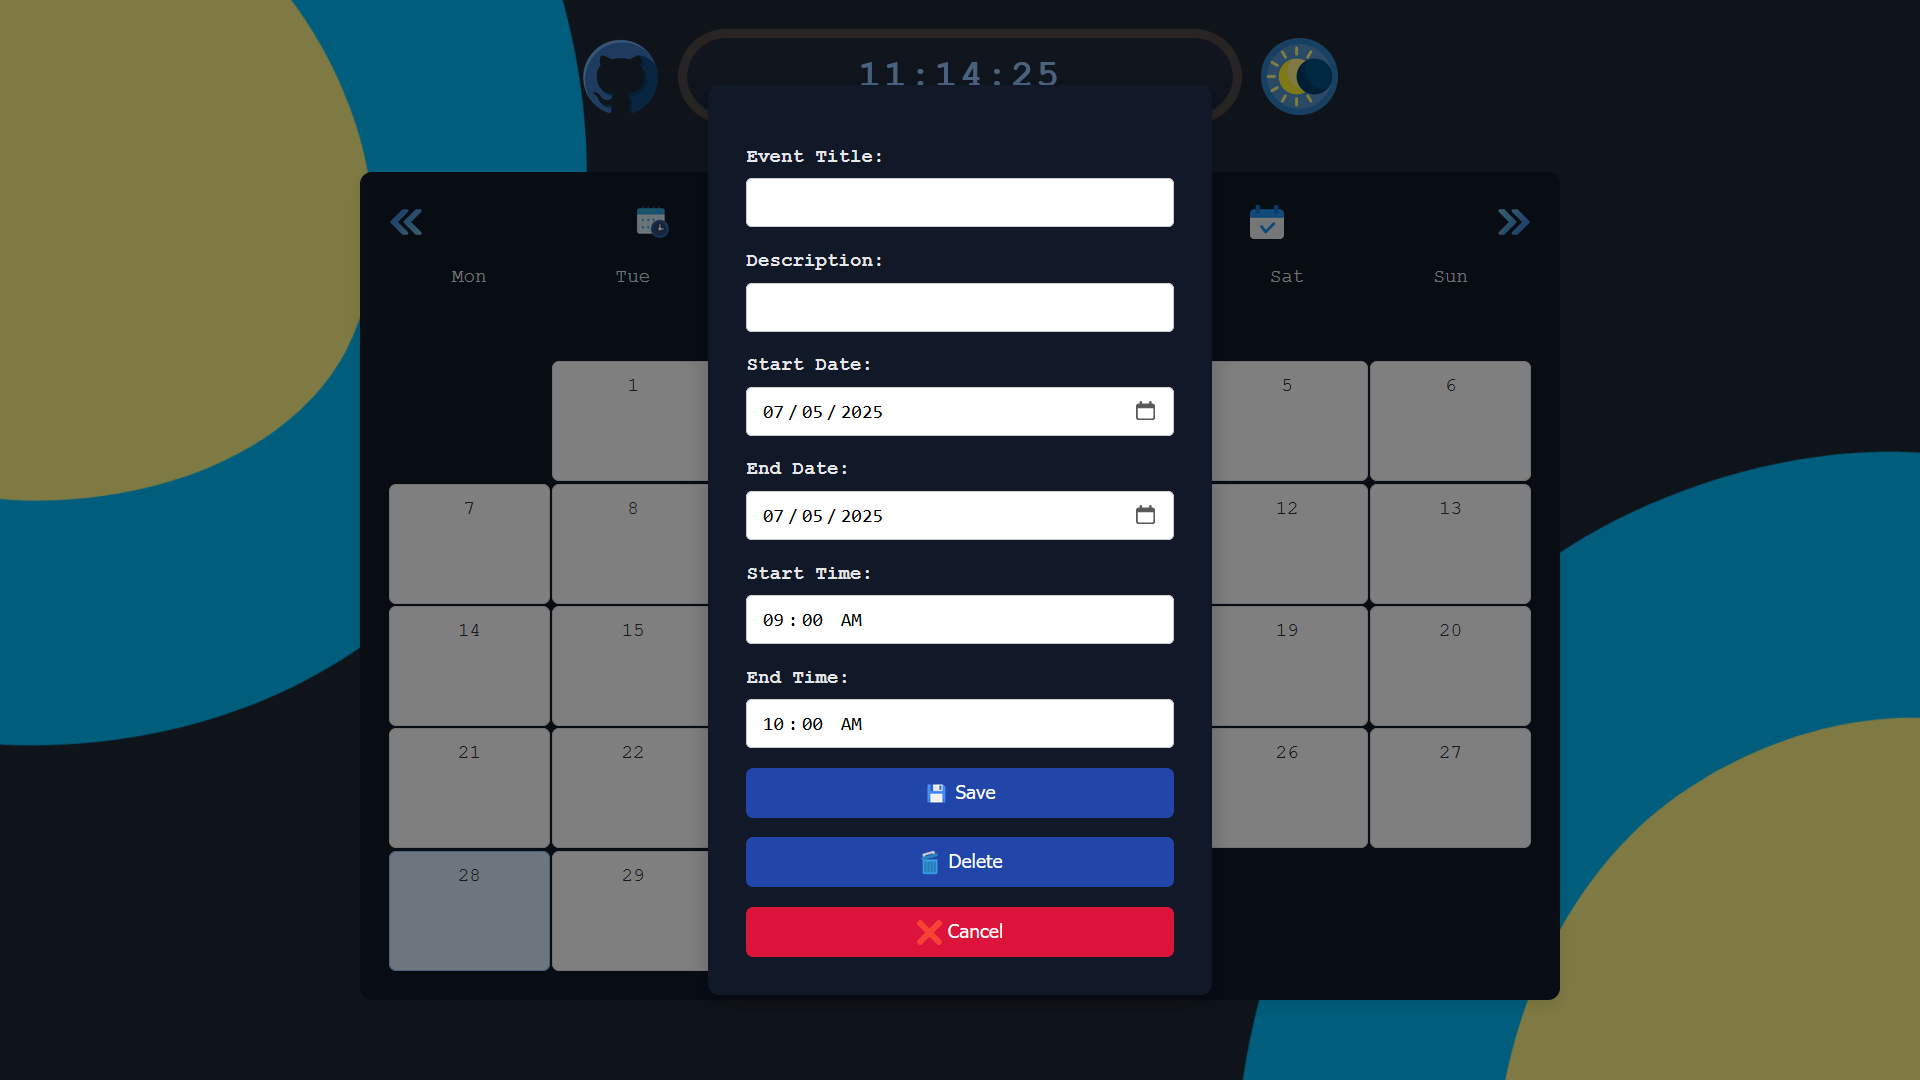 11:14:25
Event Title:
Description:
Start Date:
07/05/2025
End Date:
07/05/2025
Start Time:
09:00 AM
End Time:
10:00 AM
Save
Delete
Cancel
Mon Tue Sat Sun
1 5 6
7 8 12 13
14 15 19 20
21 22 26 27
28 29